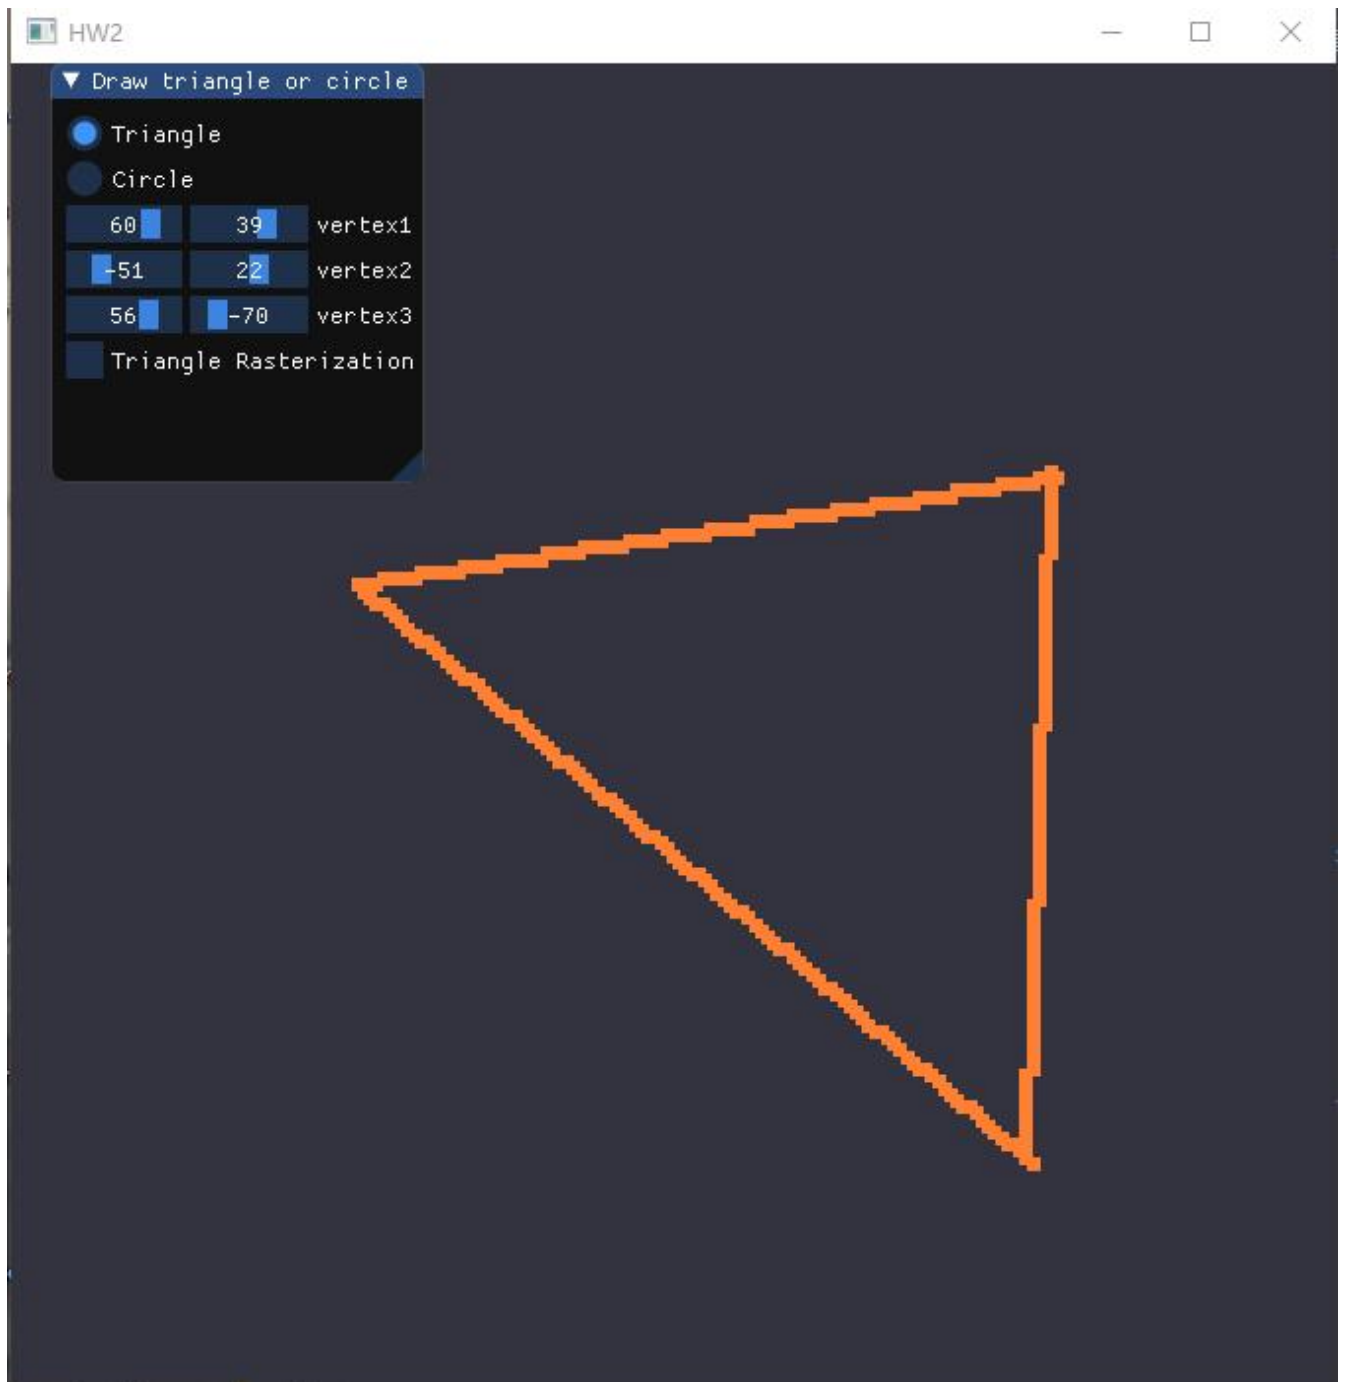 HW2
Draw triangle or circle
Triangle
Circle
60 39 vertex1
-51 22 vertex2
56 -70 vertex3
Triangle Rasterization